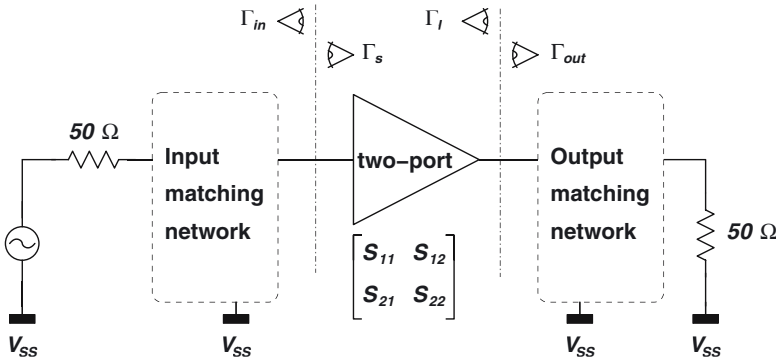 Γin
Γl
Γs
Γout
50 Ω
Input
matching
network
two–port
Output
matching
network
50 Ω
S11 S12
S21 S22
VSS
VSS
VSS
VSS